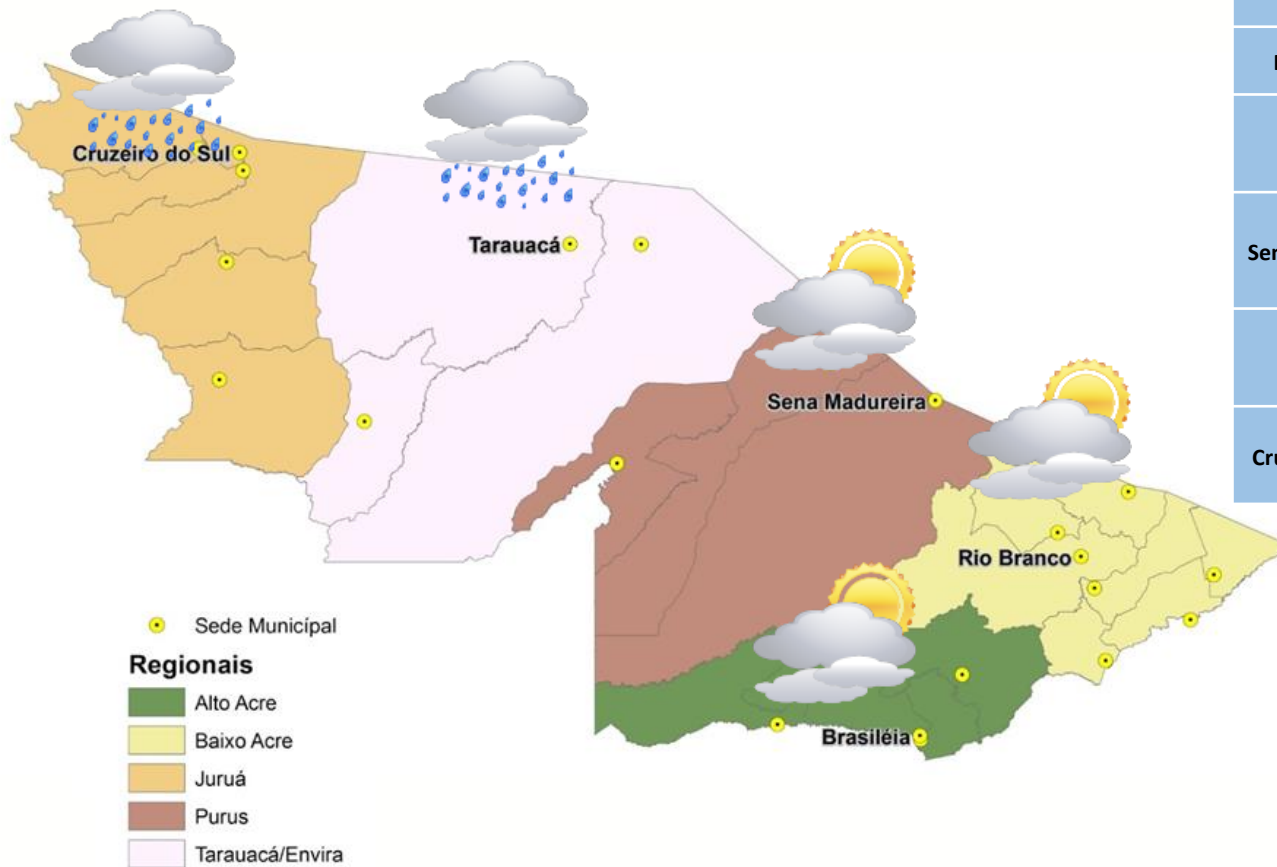 Cruzeiro do Sul
Tarauacá
Sena Madureira
Rio Branco
Brasiléia
Sede Municípal
Regionais
Alto Acre
Baixo Acre
Juruá
Purus
Tarauacá/Envira